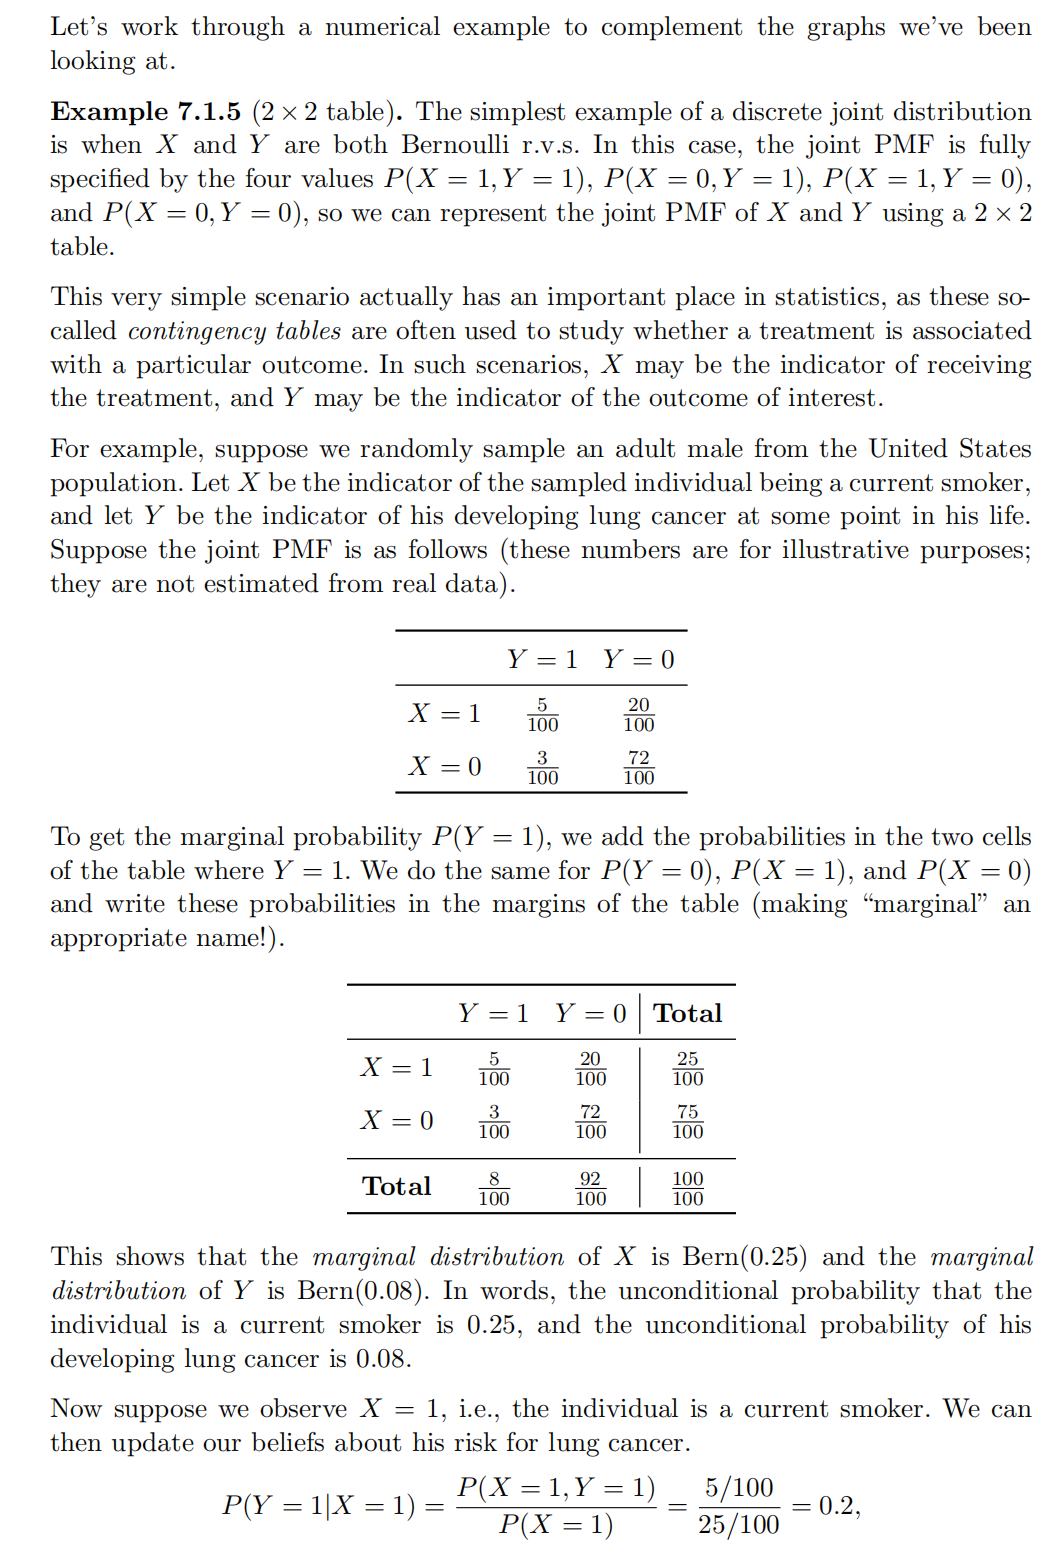 Let's work through a numerical example to complement the graphs we've been
looking at.
Example 7.1.5 (2 × 2 table). The simplest example of a discrete joint distribution
is when X and Y are both Bernoulli r.v.s. In this case, the joint PMF is fully
specified by the four values P(X = 1, Y = 1), P(X = 0, Y = 1), P(X = 1, Y = 0),
and P(X = 0, Y = 0), so we can represent the joint PMF of X and Y using a 2 × 2
table.
This very simple scenario actually has an important place in statistics, as these so-
called contingency tables are often used to study whether a treatment is associated
with a particular outcome. In such scenarios, X may be the indicator of receiving
the treatment, and Y may be the indicator of the outcome of interest.
For example, suppose we randomly sample an adult male from the United States
population. Let X be the indicator of the sampled individual being a current smoker,
and let Y be the indicator of his developing lung cancer at some point in his life.
Suppose the joint PMF is as follows (these numbers are for illustrative purposes;
they are not estimated from real data).
Y = 1 Y = 0
X = 1 5/100 20/100
X = 0 3/100 72/100
To get the marginal probability P(Y = 1), we add the probabilities in the two cells
of the table where Y = 1. We do the same for P(Y = 0), P(X = 1), and P(X = 0)
and write these probabilities in the margins of the table (making “marginal” an
appropriate name!).
Y = 1 Y = 0 Total
X = 1 5/100 20/100 25/100
X = 0 3/100 72/100 75/100
Total 8/100 92/100 100/100
This shows that the marginal distribution of X is Bern(0.25) and the marginal
distribution of Y is Bern(0.08). In words, the unconditional probability that the
individual is a current smoker is 0.25, and the unconditional probability of his
developing lung cancer is 0.08.
Now suppose we observe X = 1, i.e., the individual is a current smoker. We can
then update our beliefs about his risk for lung cancer.
P(Y = 1|X = 1) = P(X = 1, Y = 1) / P(X = 1) = 5/100 / 25/100 = 0.2,